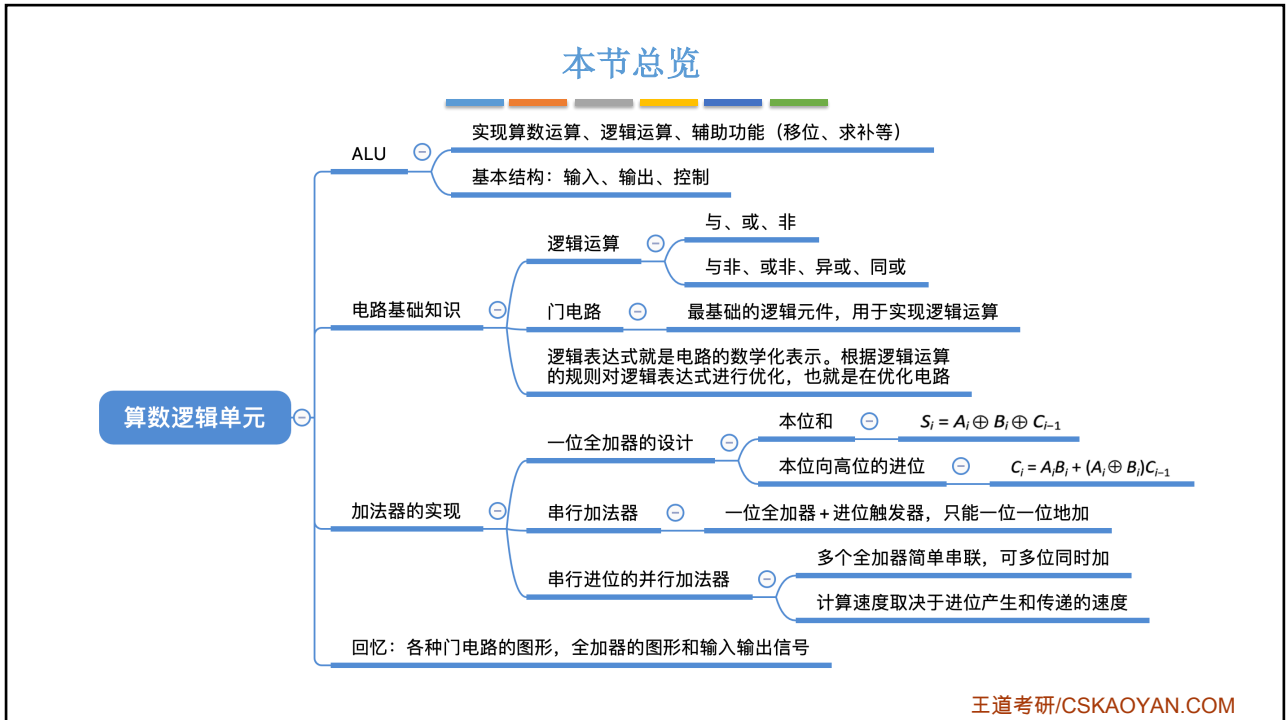 本节总览
ALU
实现算数运算、逻辑运算、辅助功能（移位、求补等）
基本结构：输入、输出、控制
电路基础知识
逻辑运算
与、或、非
与非、或非、异或、同或
门电路
最基础的逻辑元件，用于实现逻辑运算
逻辑表达式就是电路的数学化表示。根据逻辑运算
的规则对逻辑表达式进行优化，也就是在优化电路
算数逻辑单元
加法器的实现
一位全加器的设计
本位和
Sᵢ = Aᵢ ⊕ Bᵢ ⊕ Cᵢ₋₁
本位向高位的进位
Cᵢ = AᵢBᵢ + (Aᵢ ⊕ Bᵢ)Cᵢ₋₁
串行加法器
一位全加器 + 进位触发器，只能一位一位地加
串行进位的并行加法器
多个全加器简单串联，可多位同时加
计算速度取决于进位产生和传递的速度
回忆：各种门电路的图形，全加器的图形和输入输出信号
王道考研/CSKAOYAN.COM